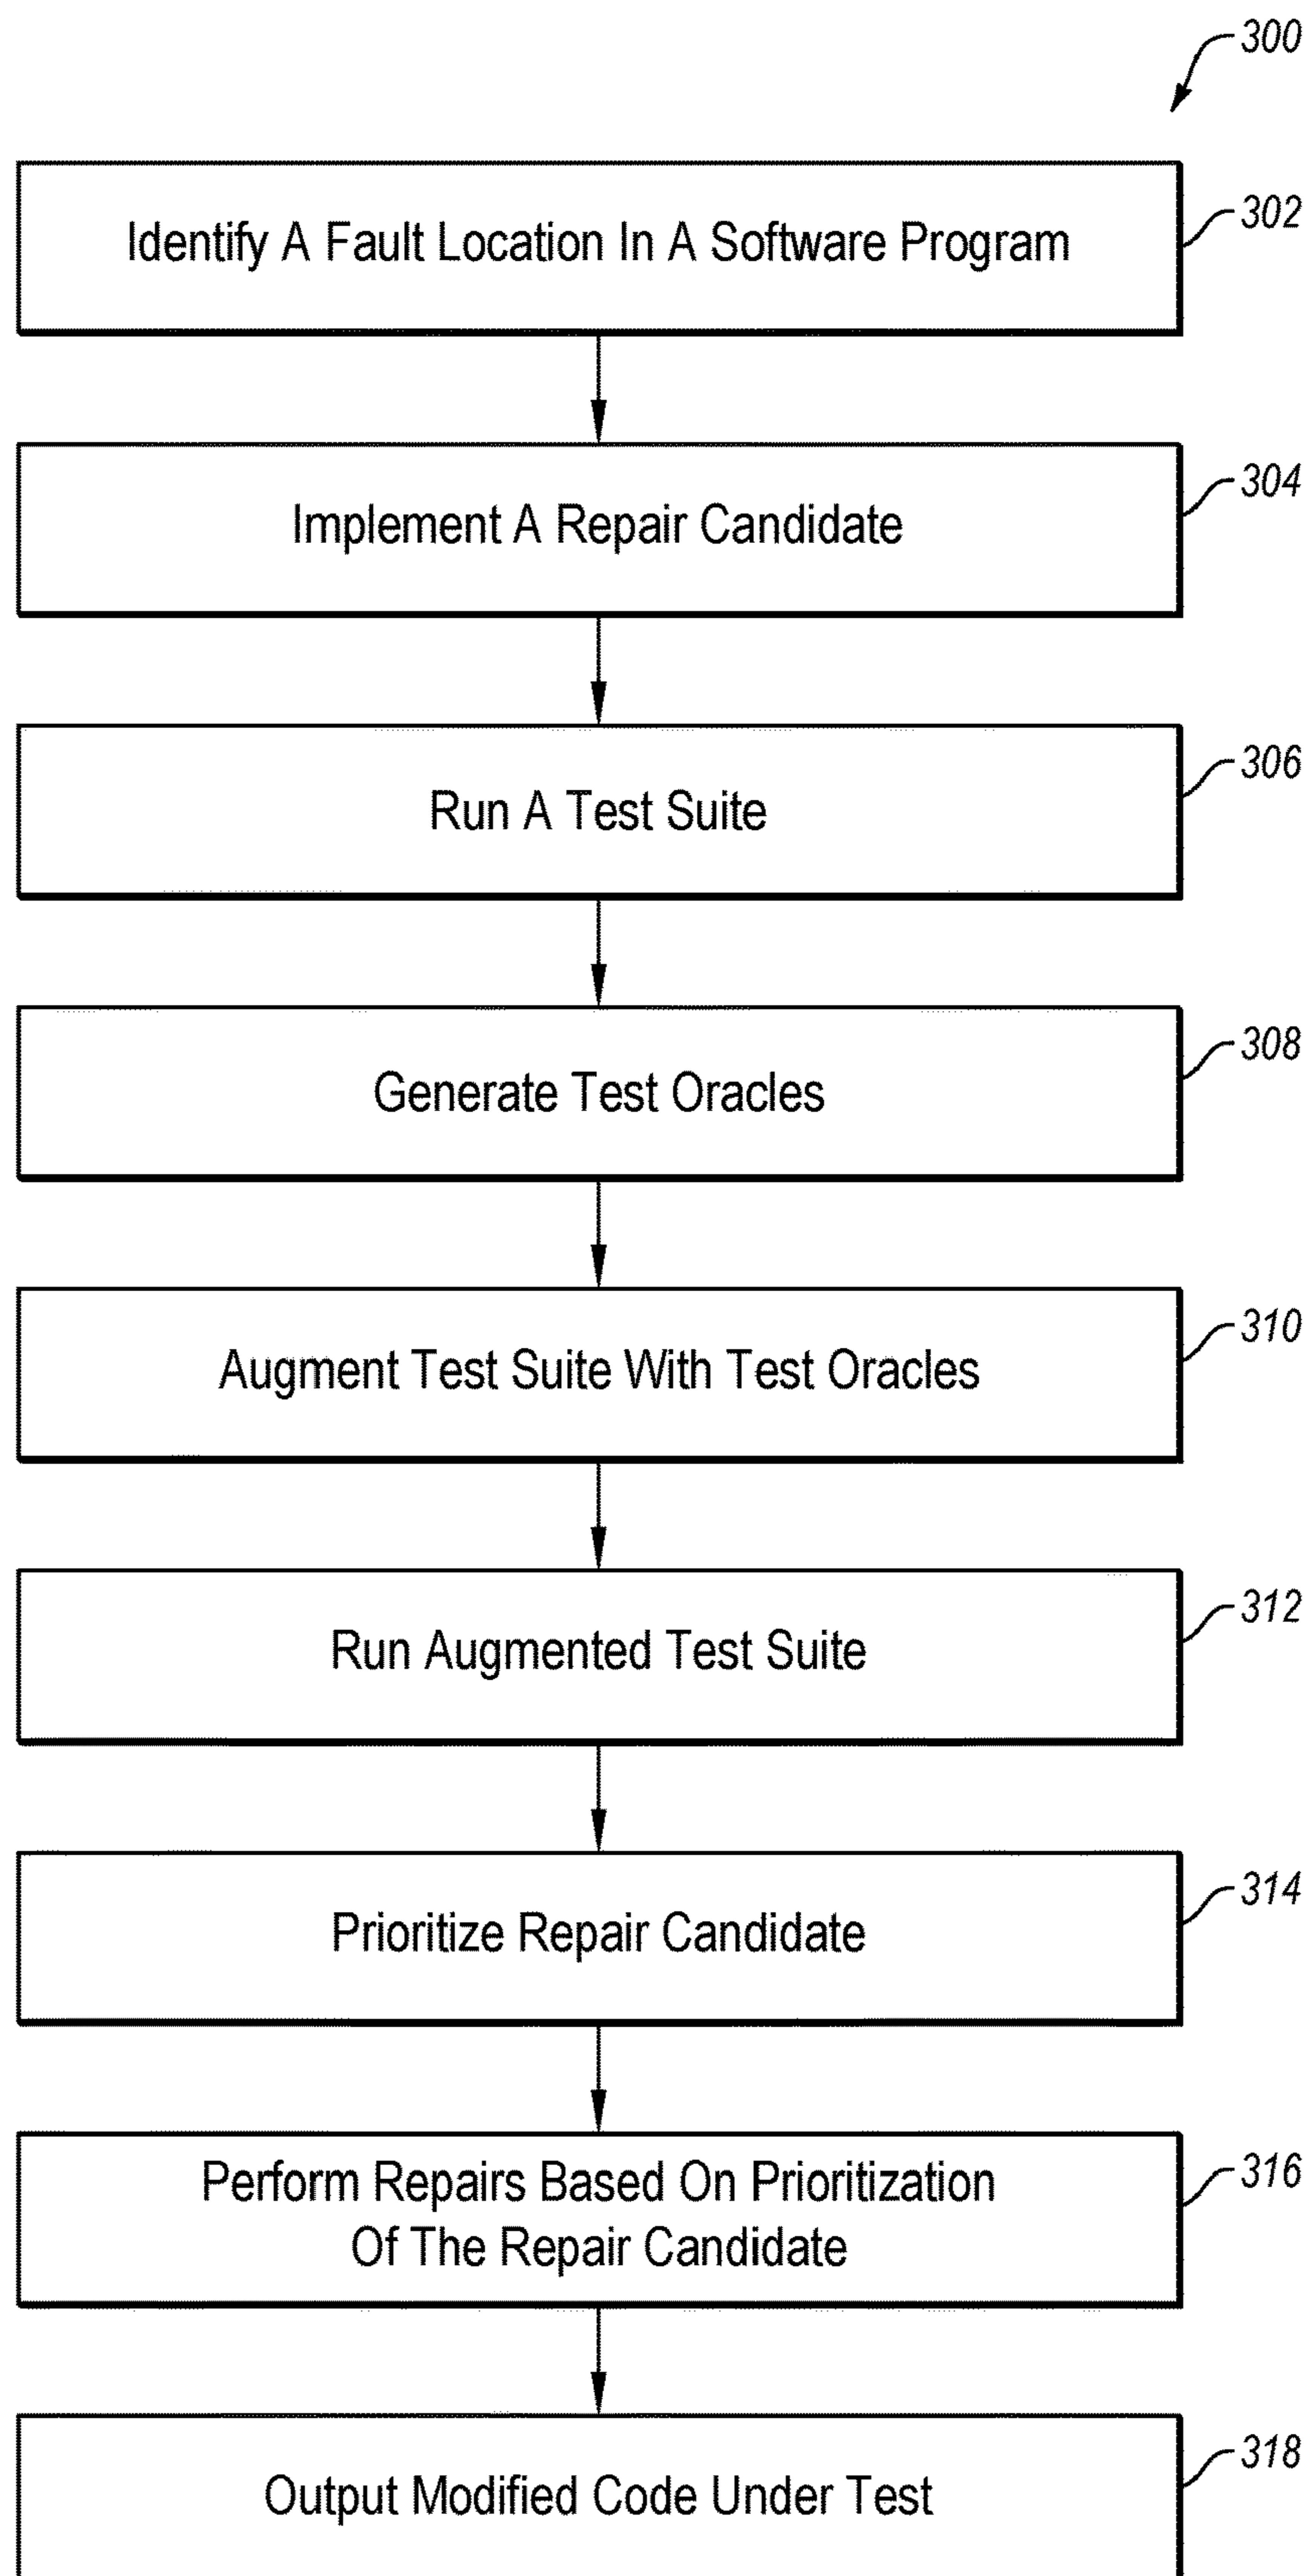 300
Identify A Fault Location In A Software Program
302
Implement A Repair Candidate
304
Run A Test Suite
306
Generate Test Oracles
308
Augment Test Suite With Test Oracles
310
Run Augmented Test Suite
312
Prioritize Repair Candidate
314
Perform Repairs Based On Prioritization
Of The Repair Candidate
316
Output Modified Code Under Test
318